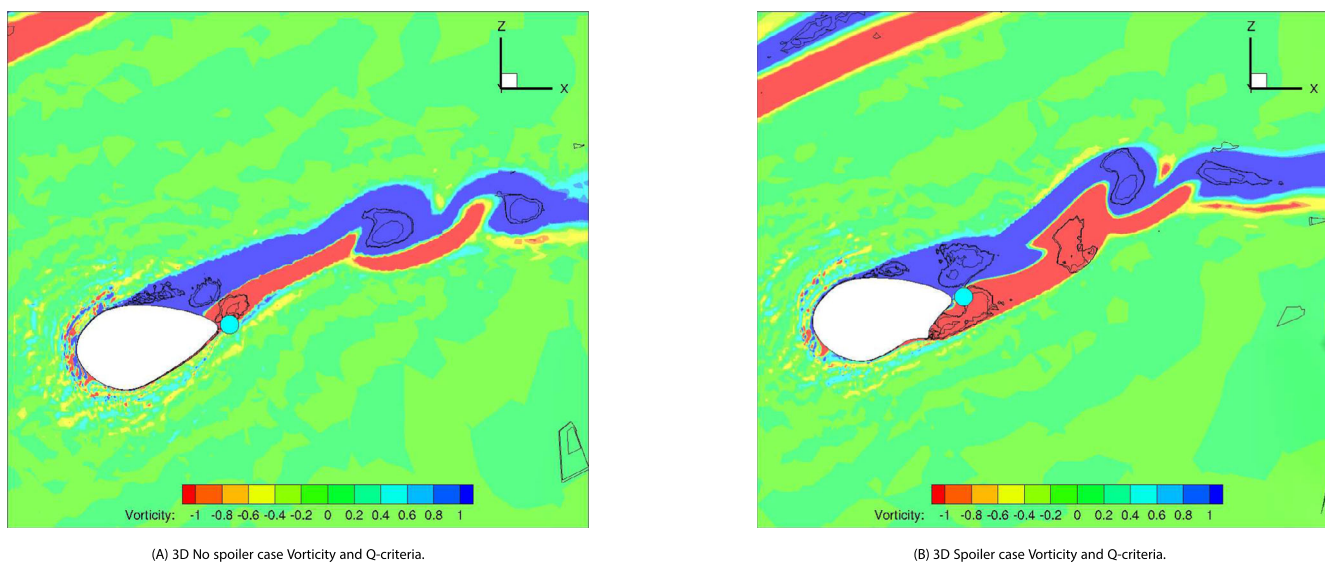 Z
X
Y
Vorticity: -1 -0.8 -0.6 -0.4 -0.2 0 0.2 0.4 0.6 0.8 1
(A) 3D No spoiler case Vorticity and Q-criteria.
Z
X
Y
Vorticity: -1 -0.8 -0.6 -0.4 -0.2 0 0.2 0.4 0.6 0.8 1
(B) 3D Spoiler case Vorticity and Q-criteria.